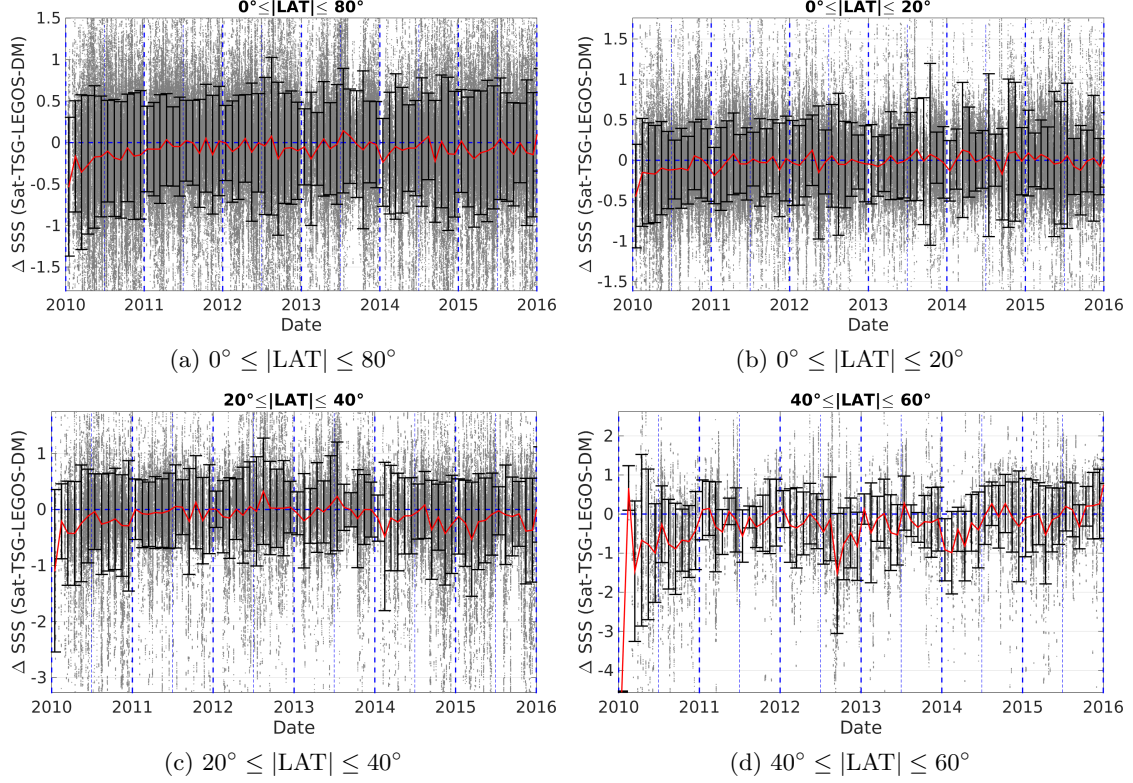 0°≤|LAT|≤ 80°
Δ SSS (Sat-TSG-LEGOS-DM)
1.5
1
0.5
0
-0.5
-1
-1.5
2010 2011 2012 2013 2014 2015 2016
Date
(a) 0° ≤ |LAT| ≤ 80°
0°≤|LAT|≤ 20°
Δ SSS (Sat-TSG-LEGOS-DM)
1.5
1
0.5
0
-0.5
-1
-1.5
2010 2011 2012 2013 2014 2015 2016
Date
(b) 0° ≤ |LAT| ≤ 20°
20°≤|LAT|≤ 40°
Δ SSS (Sat-TSG-LEGOS-DM)
1
0
-1
-2
-3
2010 2011 2012 2013 2014 2015 2016
Date
(c) 20° ≤ |LAT| ≤ 40°
40°≤|LAT|≤ 60°
Δ SSS (Sat-TSG-LEGOS-DM)
2
1
0
-1
-2
-3
-4
2010 2011 2012 2013 2014 2015 2016
Date
(d) 40° ≤ |LAT| ≤ 60°